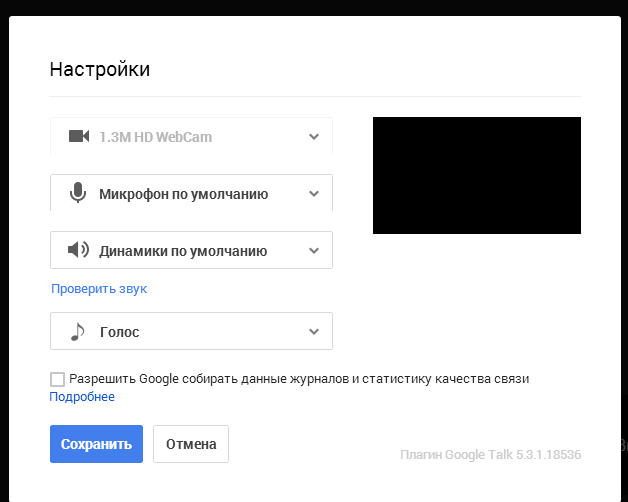 Настройки
1.3M HD WebCam
Микрофон по умолчанию
Динамики по умолчанию
Проверить звук
Голос
Разрешить Google собирать данные журналов и статистику качества связи
Подробнее
Сохранить
Отмена
Плагин Google Talk 5.3.1.18536